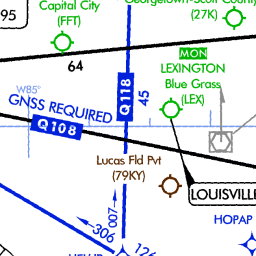 Capital City
(FFT)
Georgetown-Scott County
(27K)
95
64
MON
LEXINGTON
Blue Grass
(LEX)
W85°
GNSS REQUIRED
Q108
Q118
45
Lucas Fld Pvt
(79KY)
LOUISVILLE
HOPAP
007
306
126